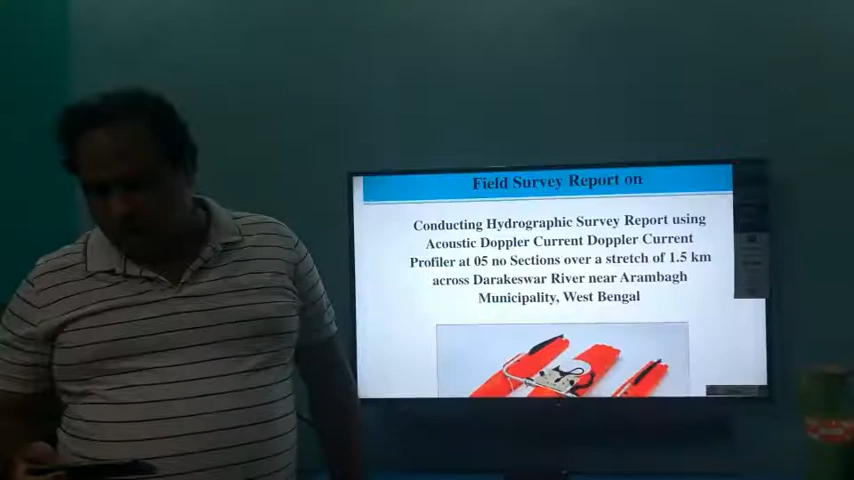 Field Survey Report on
Conducting Hydrographic Survey Report using
Acoustic Doppler Current Doppler Current
Profiler at 05 no Sections over a stretch of 1.5 km
across Darakeswar River near Arambagh
Municipality, West Bengal